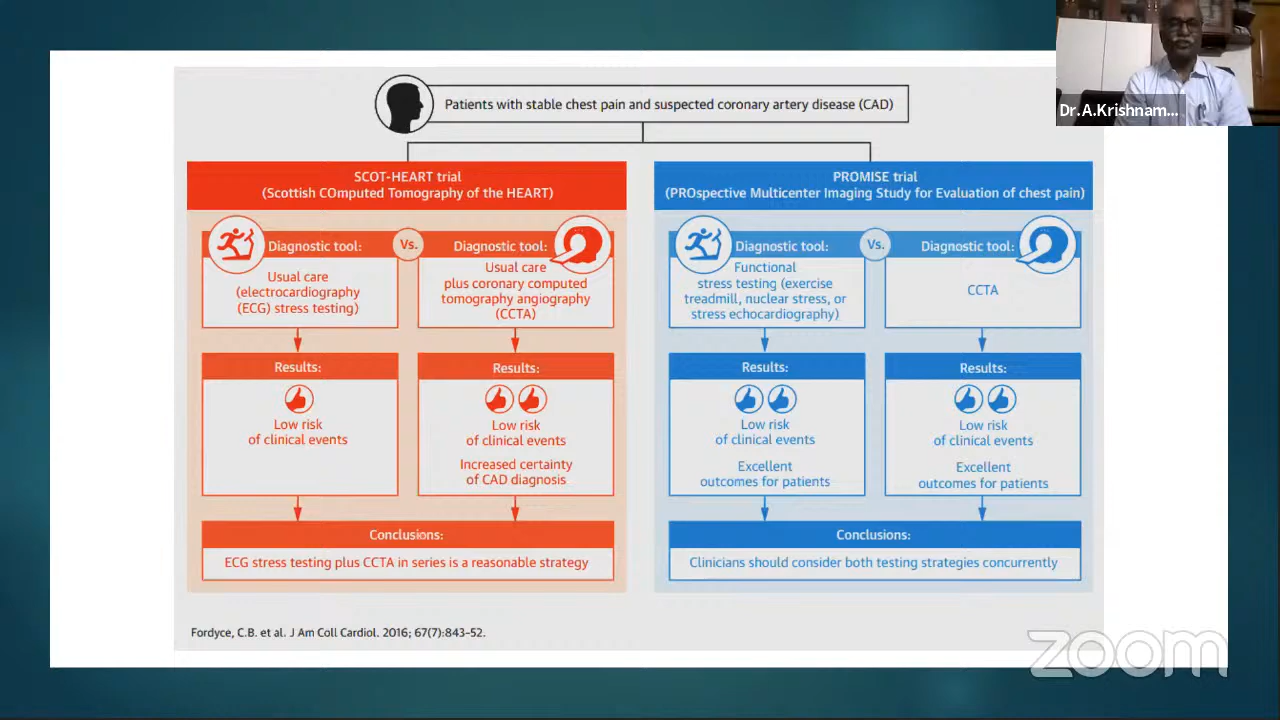 Dr.A.Krishnam...
Patients with stable chest pain and suspected coronary artery disease (CAD)
SCOT-HEART trial
(Scottish COmputed Tomography of the HEART)
Diagnostic tool:
Vs.
Diagnostic tool:
Usual care
(electrocardiography
(ECG) stress testing)
Usual care
plus coronary computed
tomography angiography
(CCTA)
Results:
Low risk
of clinical events
Results:
Low risk
of clinical events
Increased certainty
of CAD diagnosis
Conclusions:
ECG stress testing plus CCTA in series is a reasonable strategy
PROMISE trial
(PROspective Multicenter Imaging Study for Evaluation of chest pain)
Diagnostic tool:
Vs.
Diagnostic tool:
Functional
stress testing (exercise
treadmill, nuclear stress, or
stress echocardiography)
CCTA
Results:
Low risk
of clinical events
Excellent
outcomes for patients
Results:
Low risk
of clinical events
Excellent
outcomes for patients
Conclusions:
Clinicians should consider both testing strategies concurrently
Fordyce, C.B. et al. J Am Coll Cardiol. 2016; 67(7):843–52.
zoom